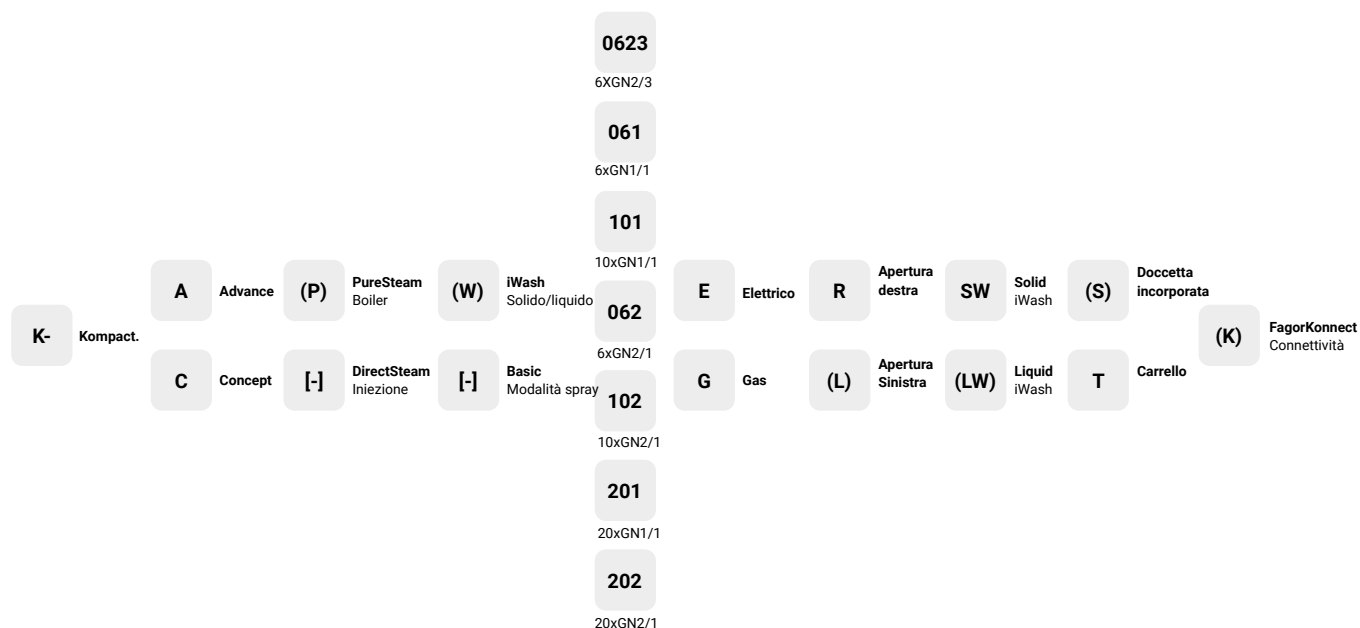 K-
Kompact.
A
Advance
C
Concept
(P)
PureSteam
Boiler
[-]
DirectSteam
Iniezione
(W)
iWash
Solido/liquido
[-]
Basic
Modalità spray
0623
6XGN2/3
061
6xGN1/1
101
10xGN1/1
062
6xGN2/1
102
10xGN2/1
201
20xGN1/1
202
20xGN2/1
E
Elettrico
G
Gas
R
Apertura
destra
(L)
Apertura
Sinistra
SW
Solid
iWash
(LW)
Liquid
iWash
(S)
Doccetta
incorporata
T
Carrello
(K)
FagorKonnect
Connettività